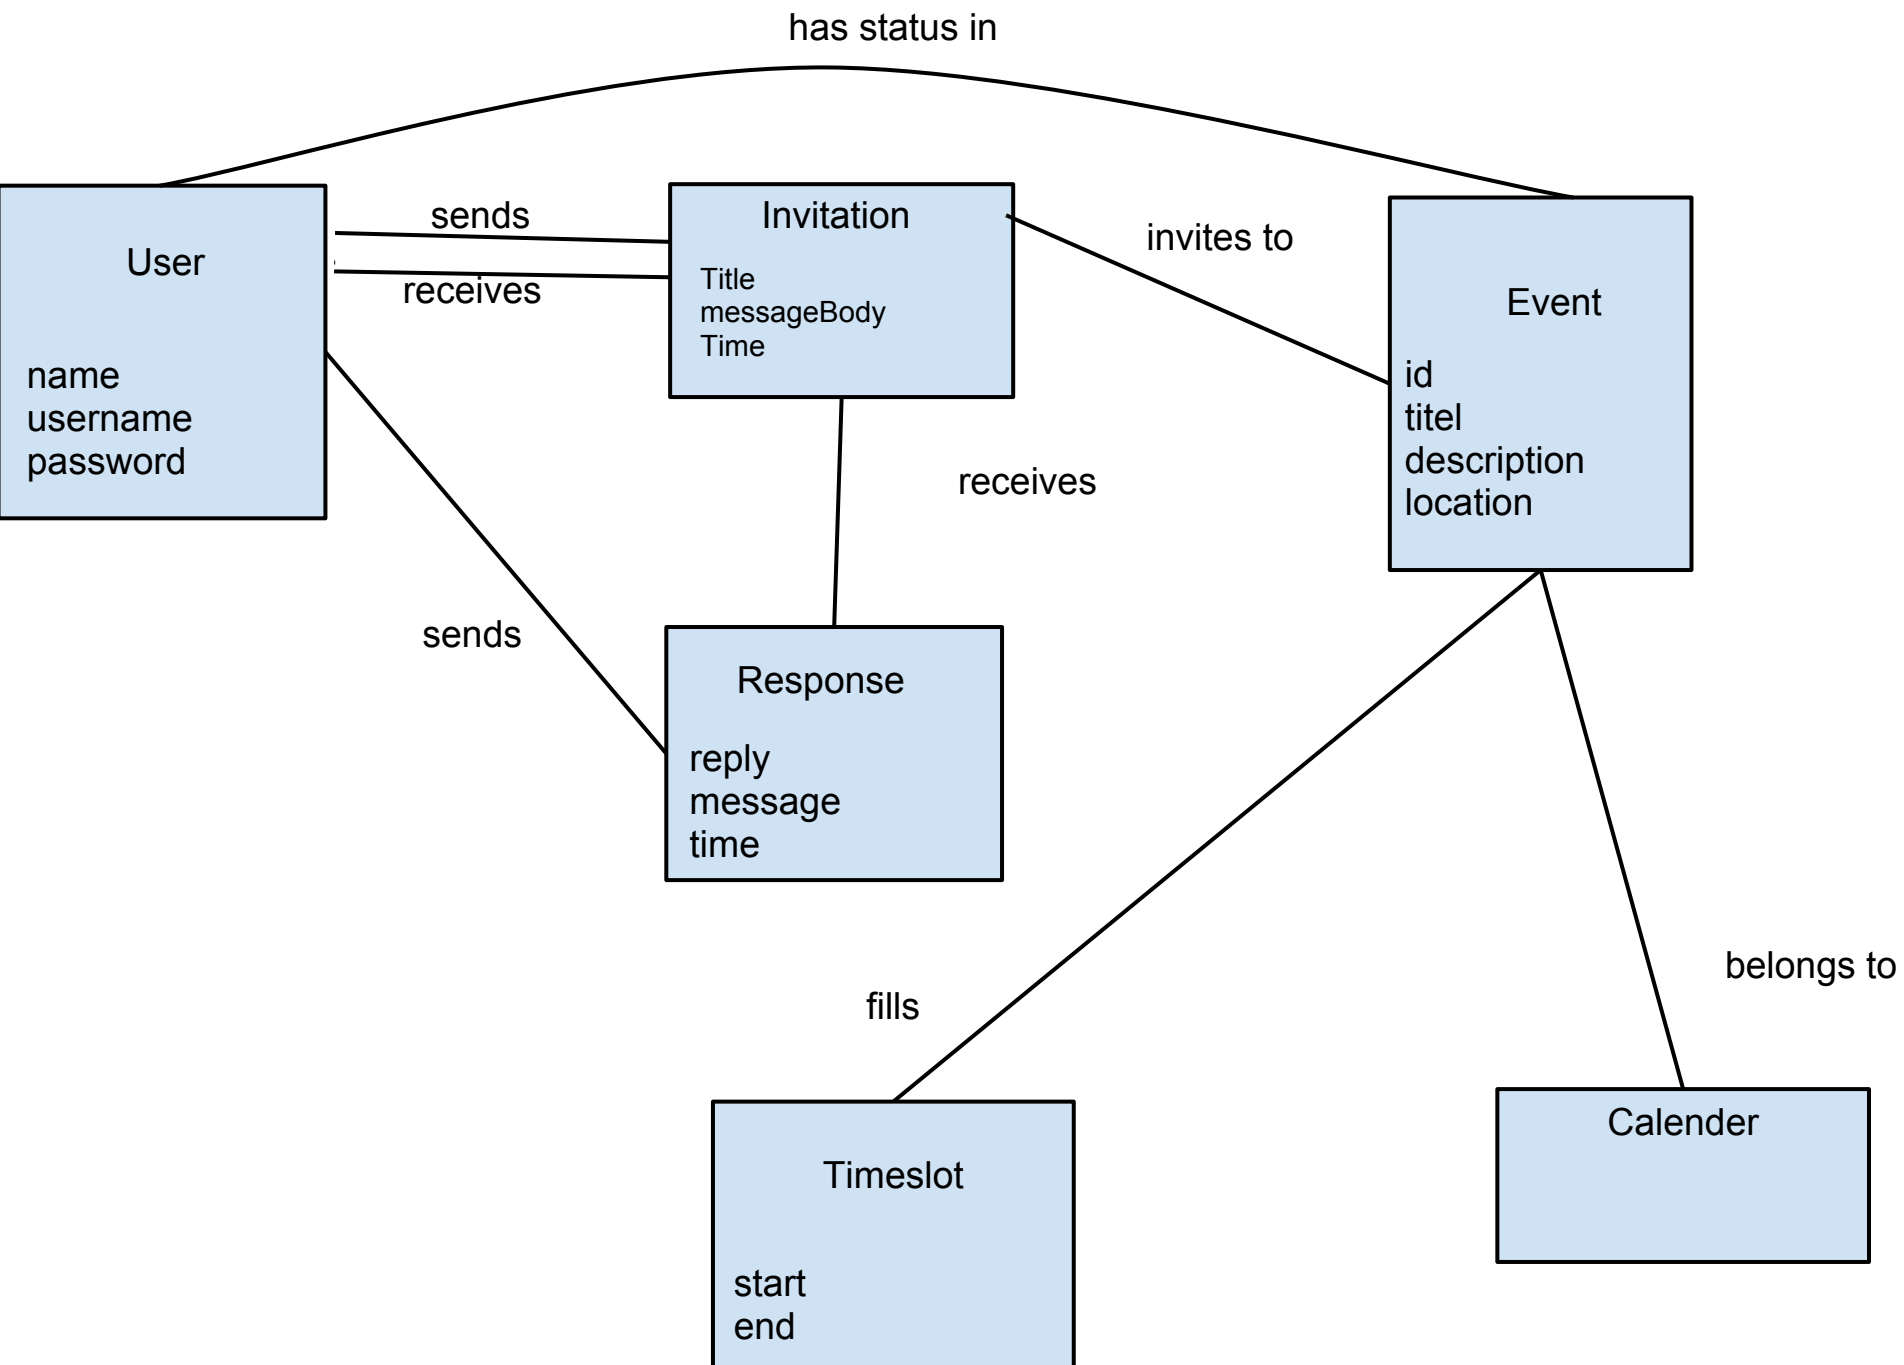 has status in
User
name
username
password
sends
receives
Invitation
Title
messageBody
Time
invites to
Event
id
titel
description
location
receives
sends
Response
reply
message
time
fills
belongs to
Timeslot
start
end
Calender